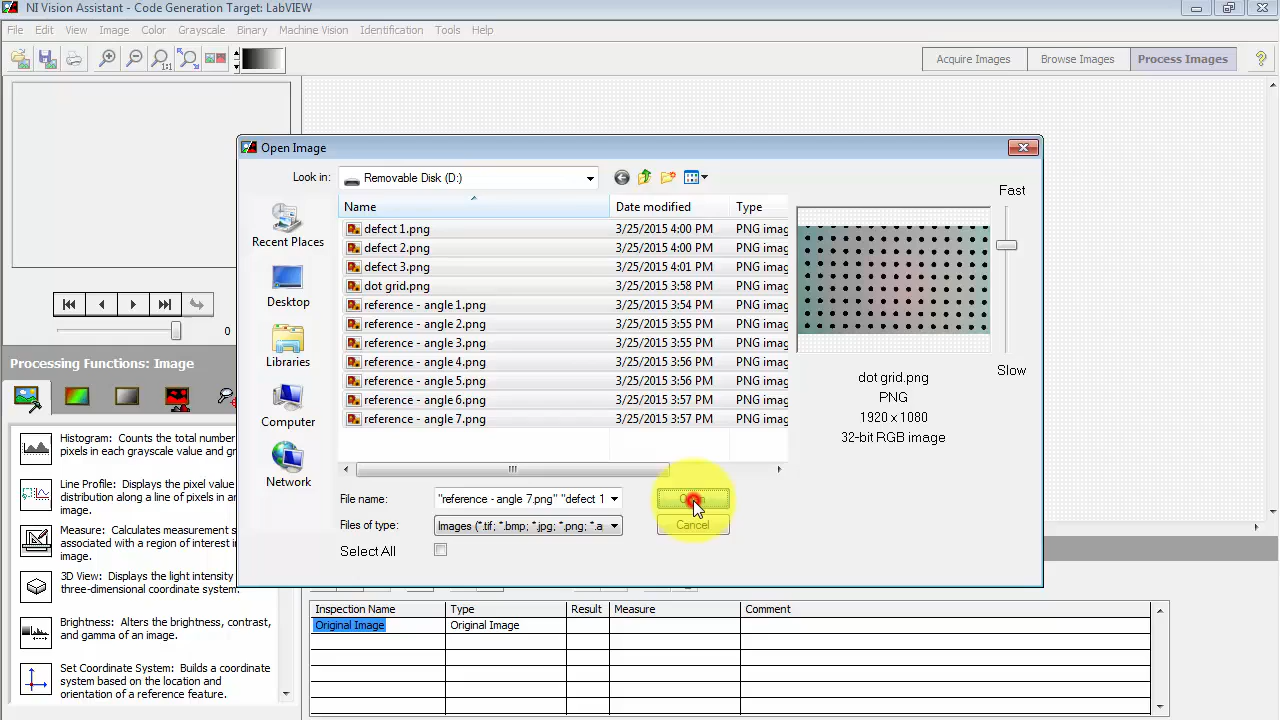 NI Vision Assistant - Code Generation Target: LabVIEW
File Edit View Image Color Grayscale Binary Machine Vision Identification Tools Help
1:1
Acquire Images Browse Images Process Images ?
Open Image
Look in: Removable Disk (D:)
Fast
Name Date modified Type
Recent Places
defect 1.png 3/25/2015 4:00 PM PNG imag
defect 2.png 3/25/2015 4:00 PM PNG imag
defect 3.png 3/25/2015 4:01 PM PNG imag
dot grid.png 3/25/2015 3:58 PM PNG imag
Desktop
reference - angle 1.png 3/25/2015 3:54 PM PNG imag
reference - angle 2.png 3/25/2015 3:55 PM PNG imag
reference - angle 3.png 3/25/2015 3:55 PM PNG imag
Libraries
reference - angle 4.png 3/25/2015 3:56 PM PNG imag
reference - angle 5.png 3/25/2015 3:56 PM PNG imag
reference - angle 6.png 3/25/2015 3:57 PM PNG imag
reference - angle 7.png 3/25/2015 3:57 PM PNG imag
Computer
Network
Slow
dot grid.png
PNG
1920 x 1080
32-bit RGB image
File name: "reference - angle 7.png" "defect 1
Files of type: Images (*.tif; *.bmp; *.jpg; *.png; *.a Cancel
Select All
0
Processing Functions: Image
Histogram: Counts the total number
pixels in each grayscale value and gr
Line Profile: Displays the pixel value
distribution along a line of pixels in a
image.
Measure: Calculates measurement s
associated with a region of interest i
image.
3D View: Displays the light intensity
three-dimensional coordinate system.
Brightness: Alters the brightness, contrast,
and gamma of an image.
Set Coordinate System: Builds a coordinate
system based on the location and
orientation of a reference feature.
Inspection Name Type Result Measure Comment
Original Image Original Image